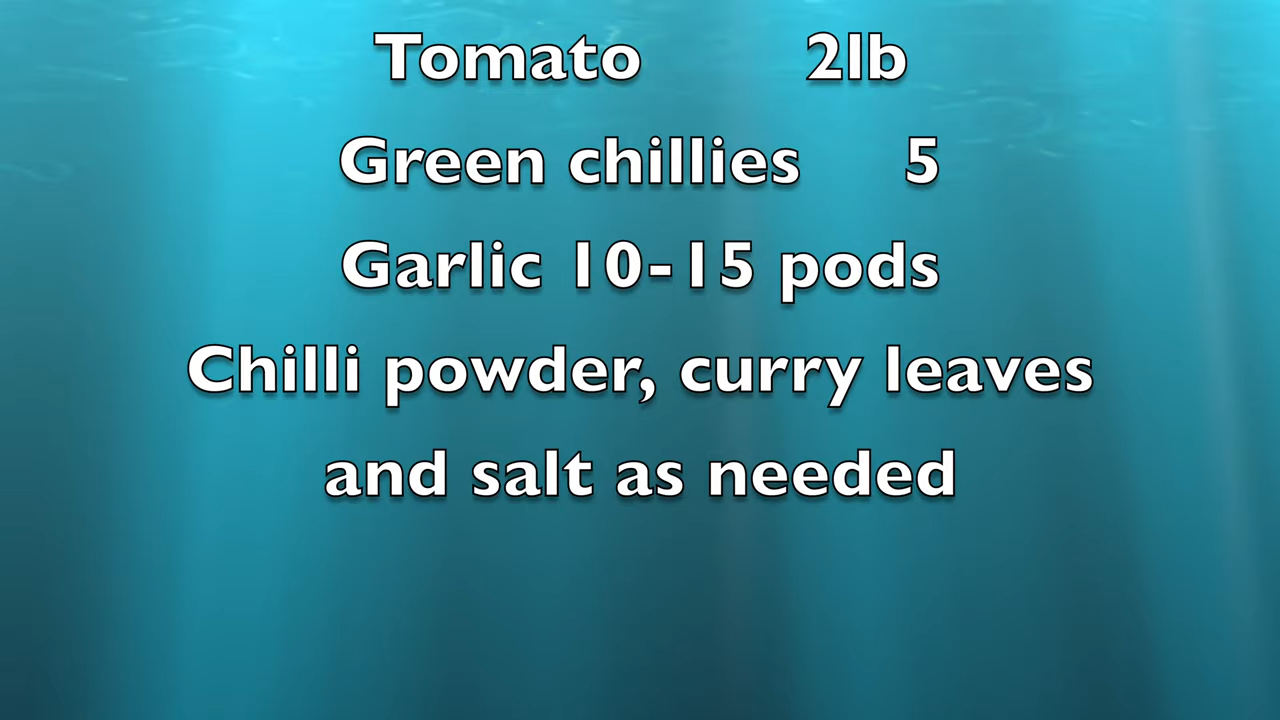 Tomato 2lb
Green chillies 5
Garlic 10-15 pods
Chilli powder, curry leaves
and salt as needed